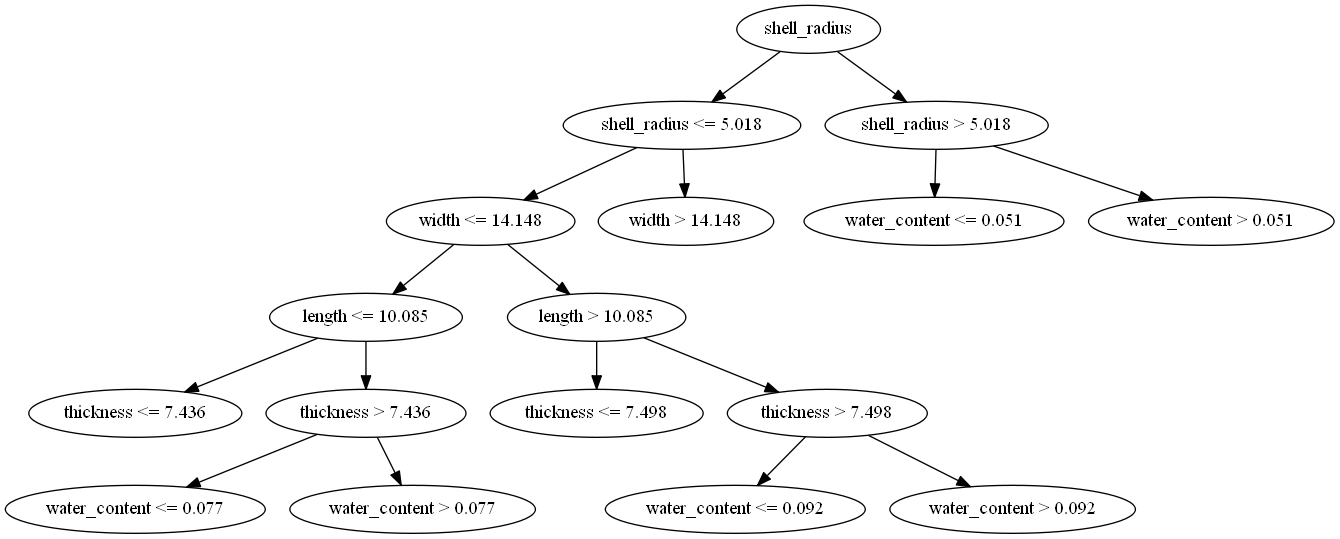 shell_radius
shell_radius <= 5.018
shell_radius > 5.018
width <= 14.148
width > 14.148
water_content <= 0.051
water_content > 0.051
length <= 10.085
length > 10.085
thickness <= 7.436
thickness > 7.436
thickness <= 7.498
thickness > 7.498
water_content <= 0.077
water_content > 0.077
water_content <= 0.092
water_content > 0.092